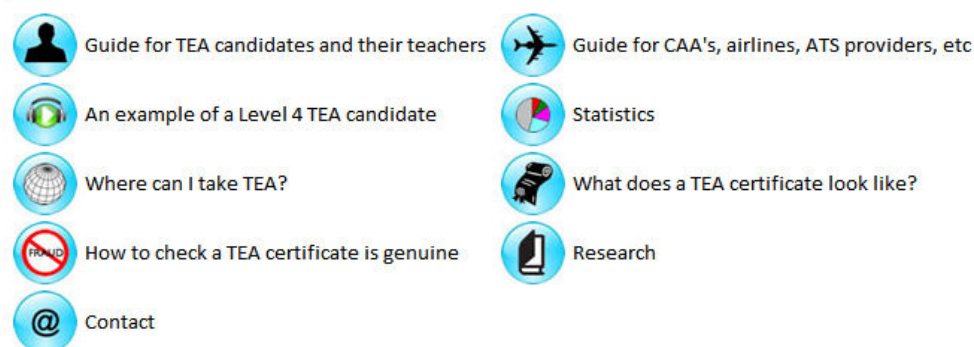 Guide for TEA candidates and their teachers
Guide for CAA's, airlines, ATS providers, etc
An example of a Level 4 TEA candidate
Statistics
Where can I take TEA?
What does a TEA certificate look like?
FRAUD
How to check a TEA certificate is genuine
Research
@
Contact